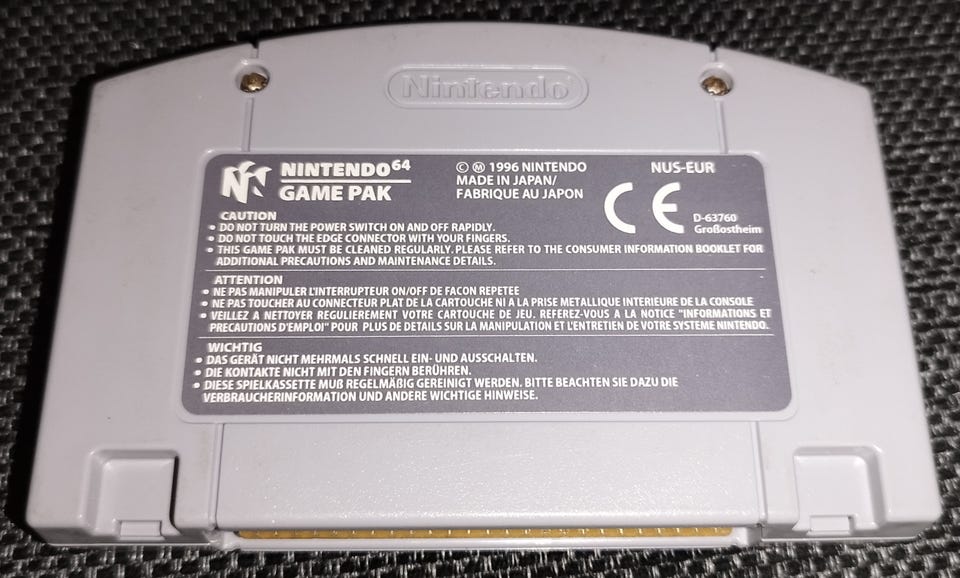 Nintendo
NINTENDO 64
GAME PAK
© Ⓜ 1996 NINTENDO
MADE IN JAPAN/
FABRIQUE AU JAPON
NUS-EUR
CE
D-63760
Großostheim
CAUTION
• DO NOT TURN THE POWER SWITCH ON AND OFF RAPIDLY.
• DO NOT TOUCH THE EDGE CONNECTOR WITH YOUR FINGERS.
• THIS GAME PAK MUST BE CLEANED REGULARLY. PLEASE REFER TO THE CONSUMER INFORMATION BOOKLET FOR
ADDITIONAL PRECAUTIONS AND MAINTENANCE DETAILS.
ATTENTION
• NE PAS MANIPULER L'INTERRUPTEUR ON/OFF DE FACON REPETEE
• NE PAS TOUCHER AU CONNECTEUR PLAT DE LA CARTOUCHE NI A LA PRISE METALLIQUE INTERIEURE DE LA CONSOLE
• VEILLEZ A NETTOYER REGULIEREMENT VOTRE CARTOUCHE DE JEU. REFEREZ-VOUS A LA NOTICE "INFORMATIONS ET
PRECAUTIONS D'EMPLOI" POUR PLUS DE DETAILS SUR LA MANIPULATION ET L'ENTRETIEN DE VOTRE SYSTEME NINTENDO.
WICHTIG
• DAS GERÄT NICHT MEHRMALS SCHNELL EIN- UND AUSSCHALTEN.
• DIE KONTAKTE NICHT MIT DEN FINGERN BERÜHREN.
• DIESE SPIELKASSETTE MUß REGELMÄßIG GEREINIGT WERDEN. BITTE BEACHTEN SIE DAZU DIE
VERBRAUCHERINFORMATION UND ANDERE WICHTIGE HINWEISE.